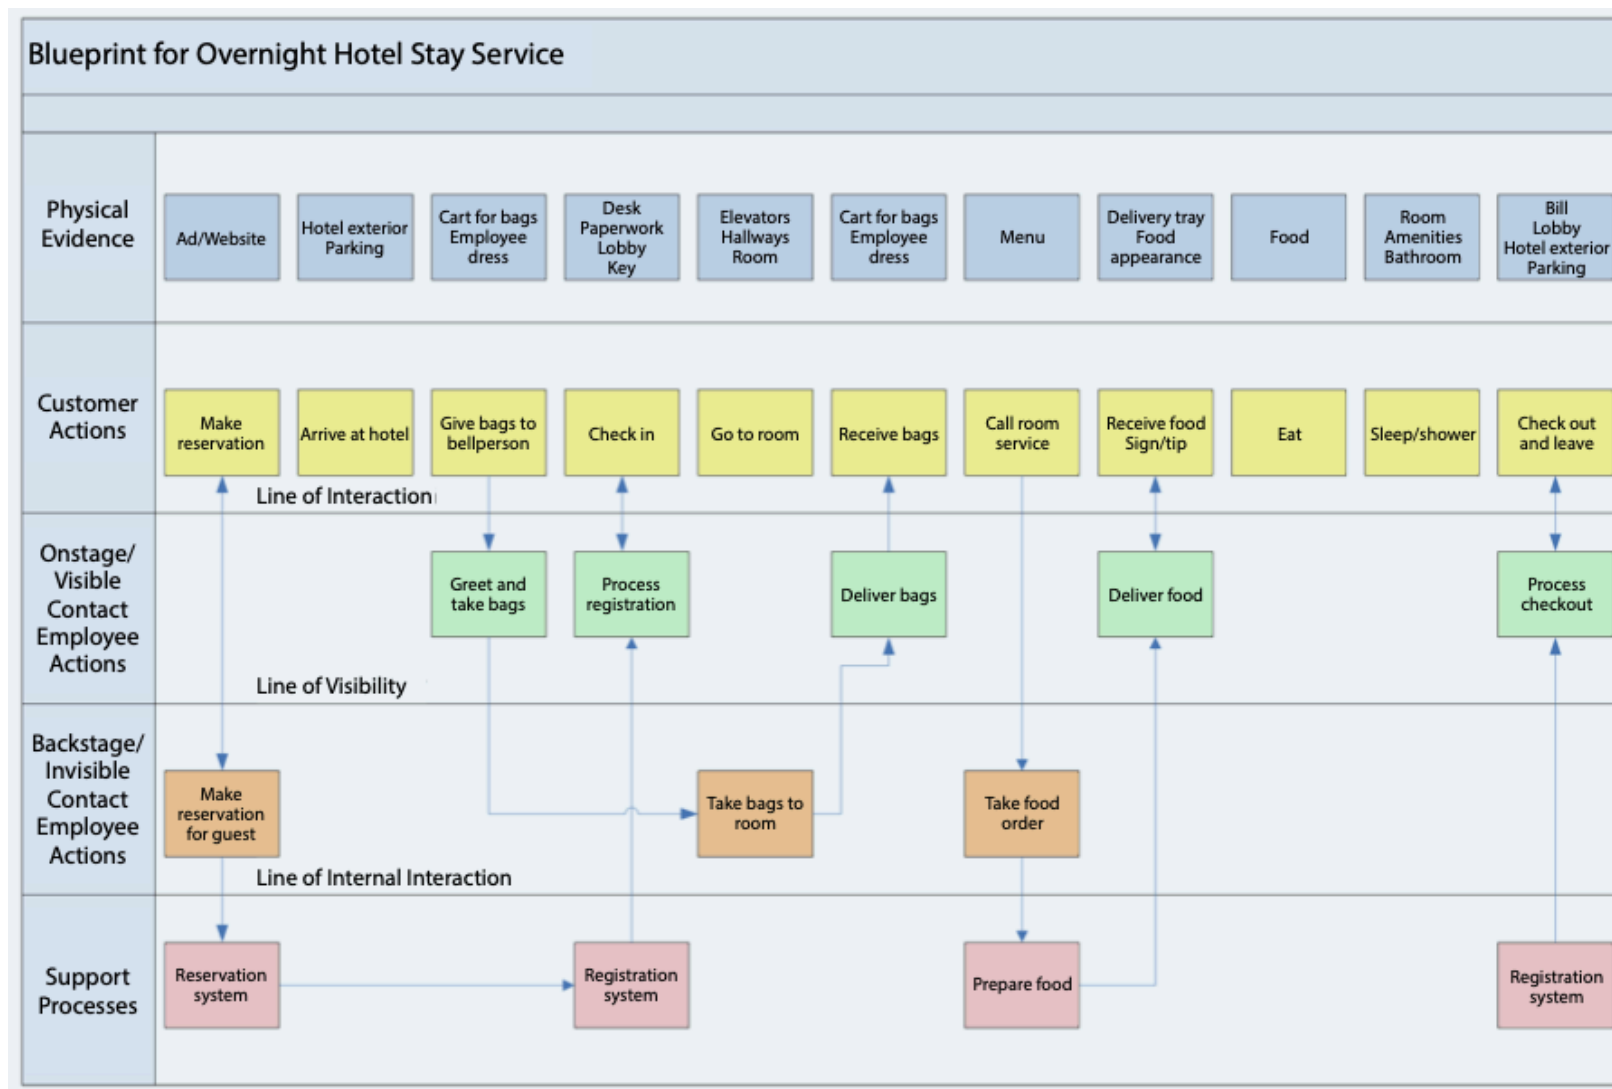 Blueprint for Overnight Hotel Stay Service
Physical
Evidence
Ad/Website
Hotel exterior
Parking
Cart for bags
Employee
dress
Desk
Paperwork
Lobby
Key
Elevators
Hallways
Room
Cart for bags
Employee
dress
Menu
Delivery tray
Food
appearance
Food
Room
Amenities
Bathroom
Bill
Lobby
Hotel exterior
Parking
Customer
Actions
Make
reservation
Arrive at hotel
Give bags to
bellperson
Check in
Go to room
Receive bags
Call room
service
Receive food
Sign/tip
Eat
Sleep/shower
Check out
and leave
Line of Interaction
Onstage/
Visible
Contact
Employee
Actions
Greet and
take bags
Process
registration
Deliver bags
Deliver food
Process
checkout
Line of Visibility
Backstage/
Invisible
Contact
Employee
Actions
Make
reservation
for guest
Take bags to
room
Take food
order
Line of Internal Interaction
Support
Processes
Reservation
system
Registration
system
Prepare food
Registration
system